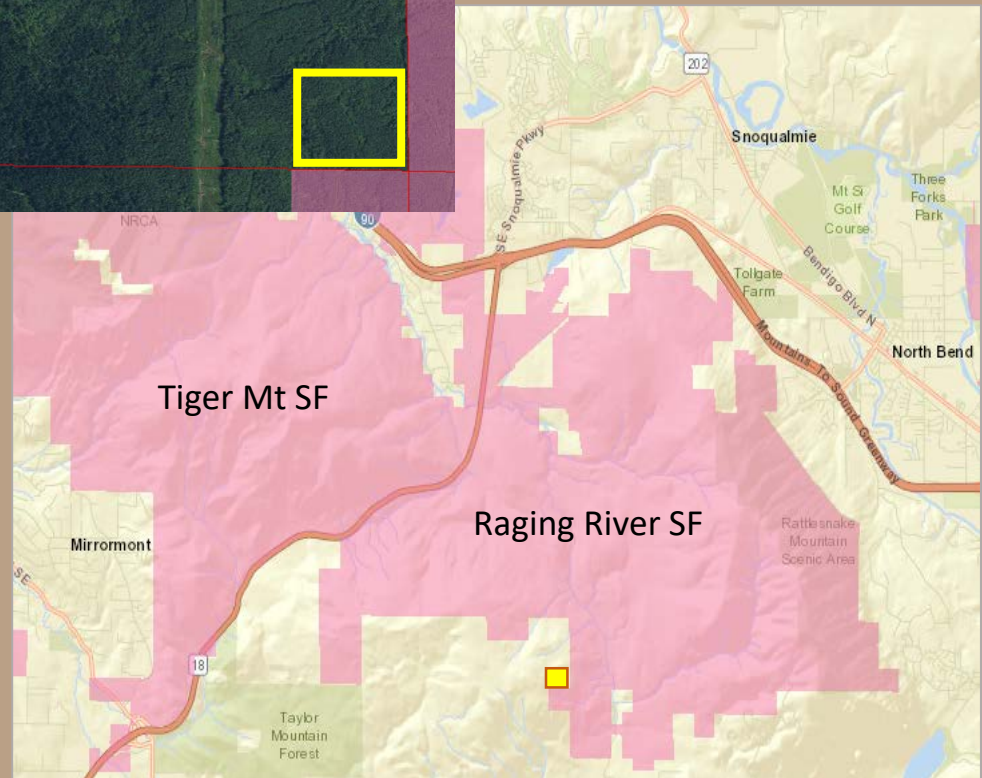 202
Snoqualmie
SE Snoqualmie Pkwy
Mt Si
Golf
Course
Three
Forks
Park
NRCA
90
Tollgate
Farm
Bendigo Blvd N
North Bend
Mountains To Sound Greenway
Tiger Mt SF
Raging River SF
Rattlesnake
Mountain
Scenic Area
Mirrormont
SE
18
Taylor
Mountain
Forest